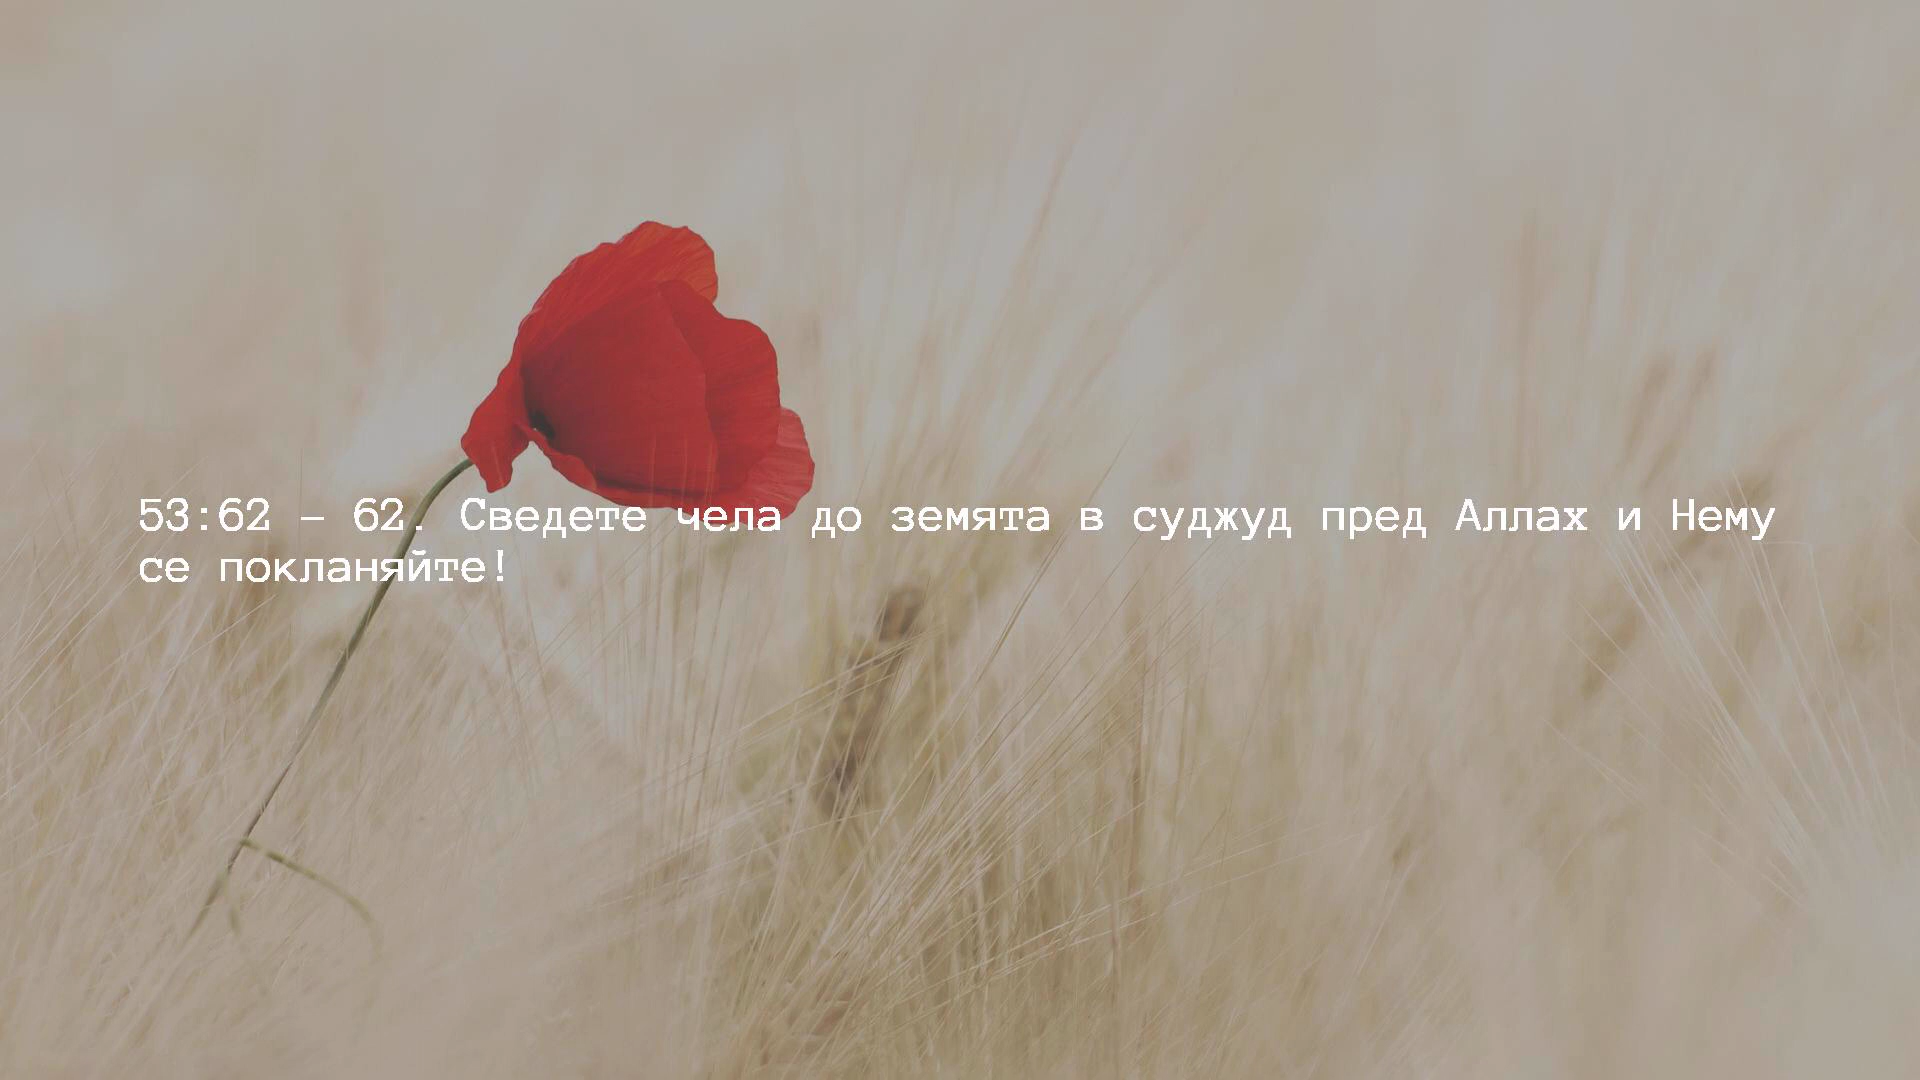 53:62 – 62. Сведете чела до земята в суджуд пред Аллах и Нему
се покланяйте!